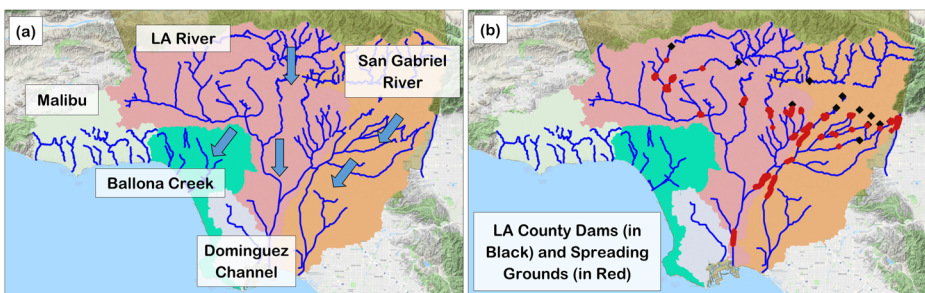 (a)
LA River
San Gabriel
River
Malibu
Ballona Creek
Dominguez
Channel
(b)
LA County Dams (in
Black) and Spreading
Grounds (in Red)